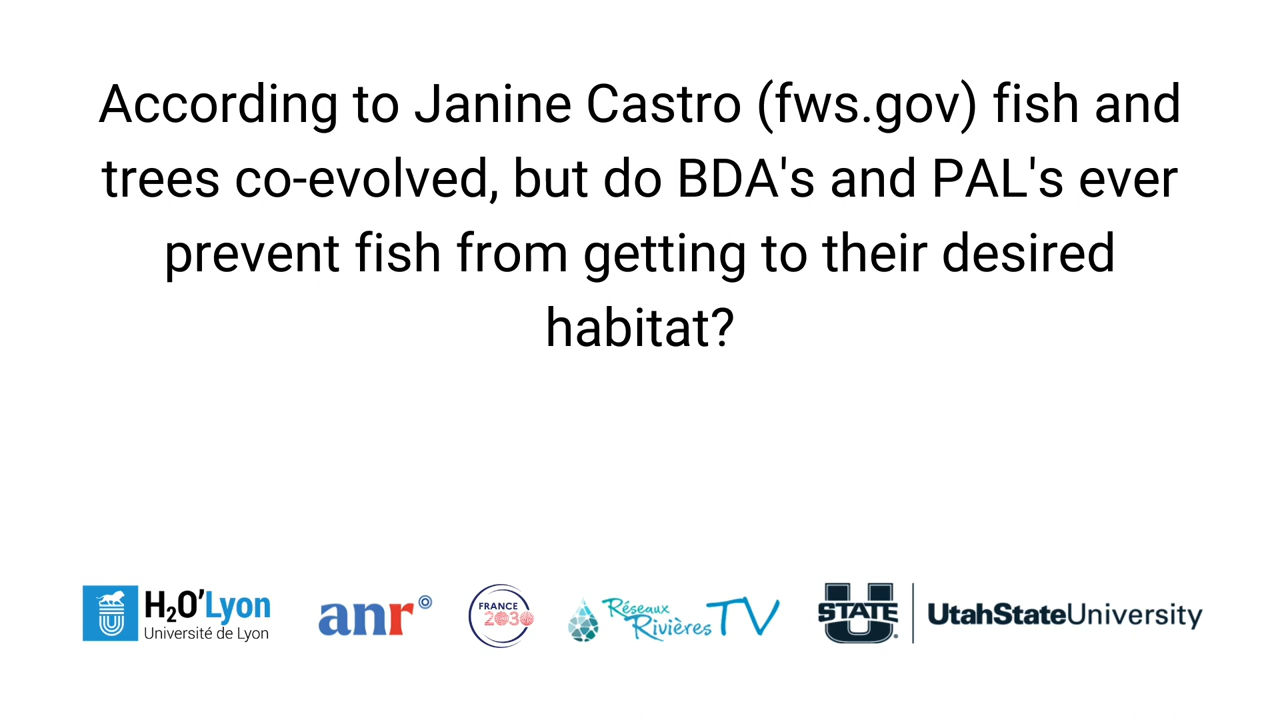 According to Janine Castro (fws.gov) fish and
trees co-evolved, but do BDA's and PAL's ever
prevent fish from getting to their desired
habitat?
H2O'Lyon
Université de Lyon
anr
FRANCE
2030
Réseaux
Rivières TV
STATE
UtahStateUniversity